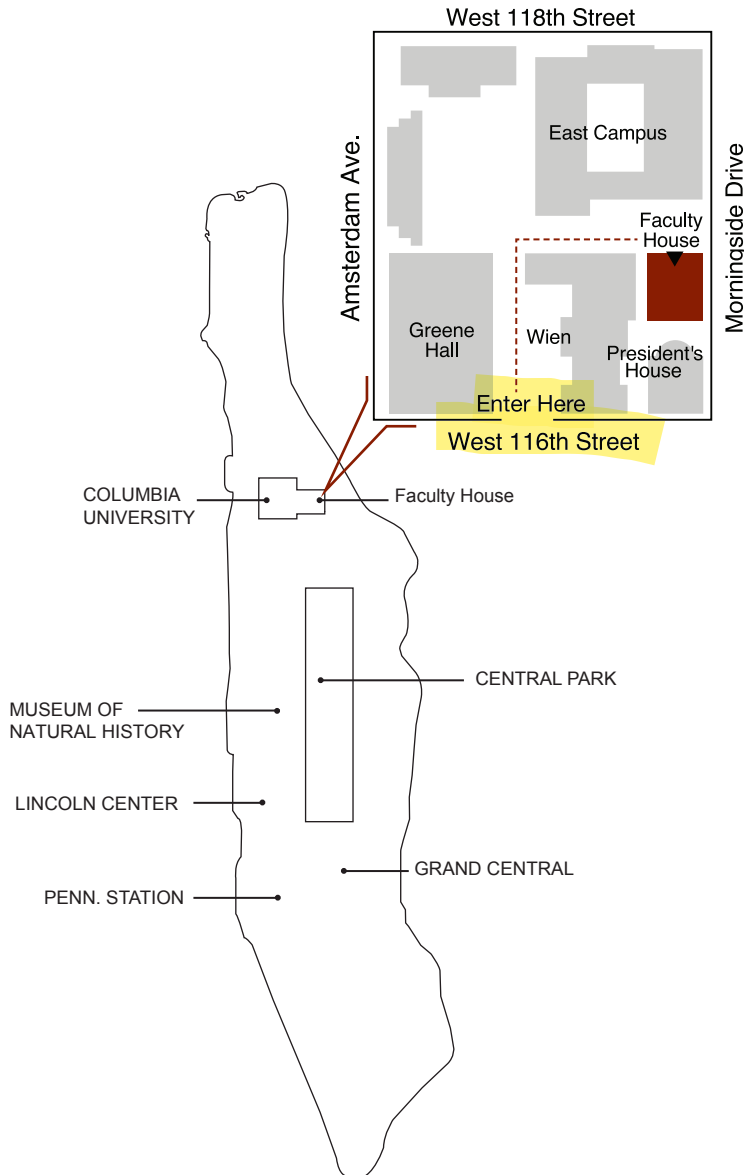 West 118th Street
East Campus
Amsterdam Ave.
Morningside Drive
Faculty
House
Greene
Hall
Wien
President's
House
Enter Here
West 116th Street
COLUMBIA
UNIVERSITY
Faculty House
CENTRAL PARK
MUSEUM OF
NATURAL HISTORY
LINCOLN CENTER
GRAND CENTRAL
PENN. STATION